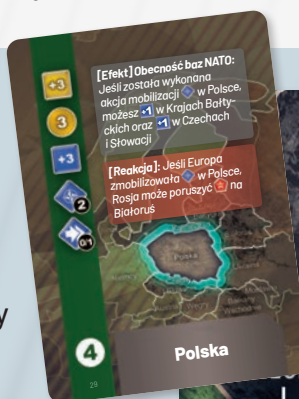 +3
3
+3
2
0/1
4
29
[Efekt] Obecność baz NATO:
Jeśli została wykonana
akcja mobilizacji w Polsce,
możesz +1 w Krajach Bałty-
ckich oraz +1 w Czechach
i Słowacji
[Reakcja]: Jeśli Europa
zmobilizowała w Polsce,
Rosja może poruszyć na
Białoruś
Polska
Polska
y